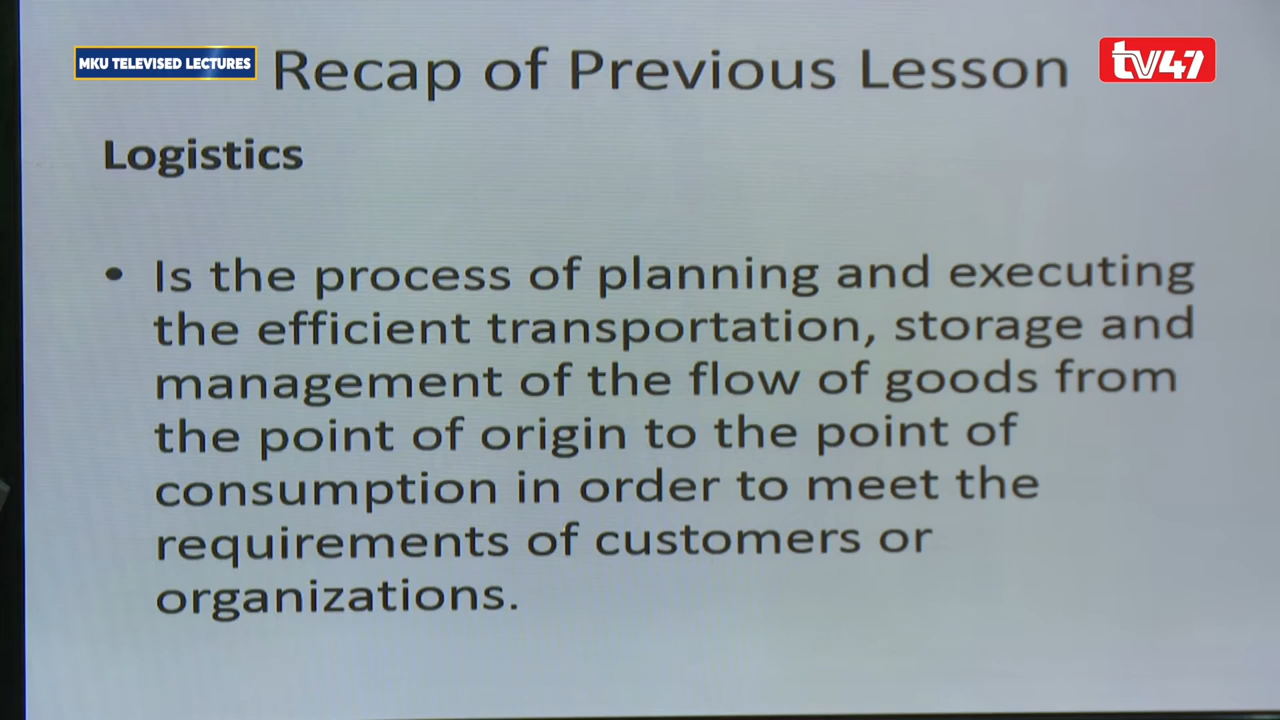 MKU TELEVISED LECTURES
tv47
Recap of Previous Lesson
Logistics
• Is the process of planning and executing
the efficient transportation, storage and
management of the flow of goods from
the point of origin to the point of
consumption in order to meet the
requirements of customers or
organizations.